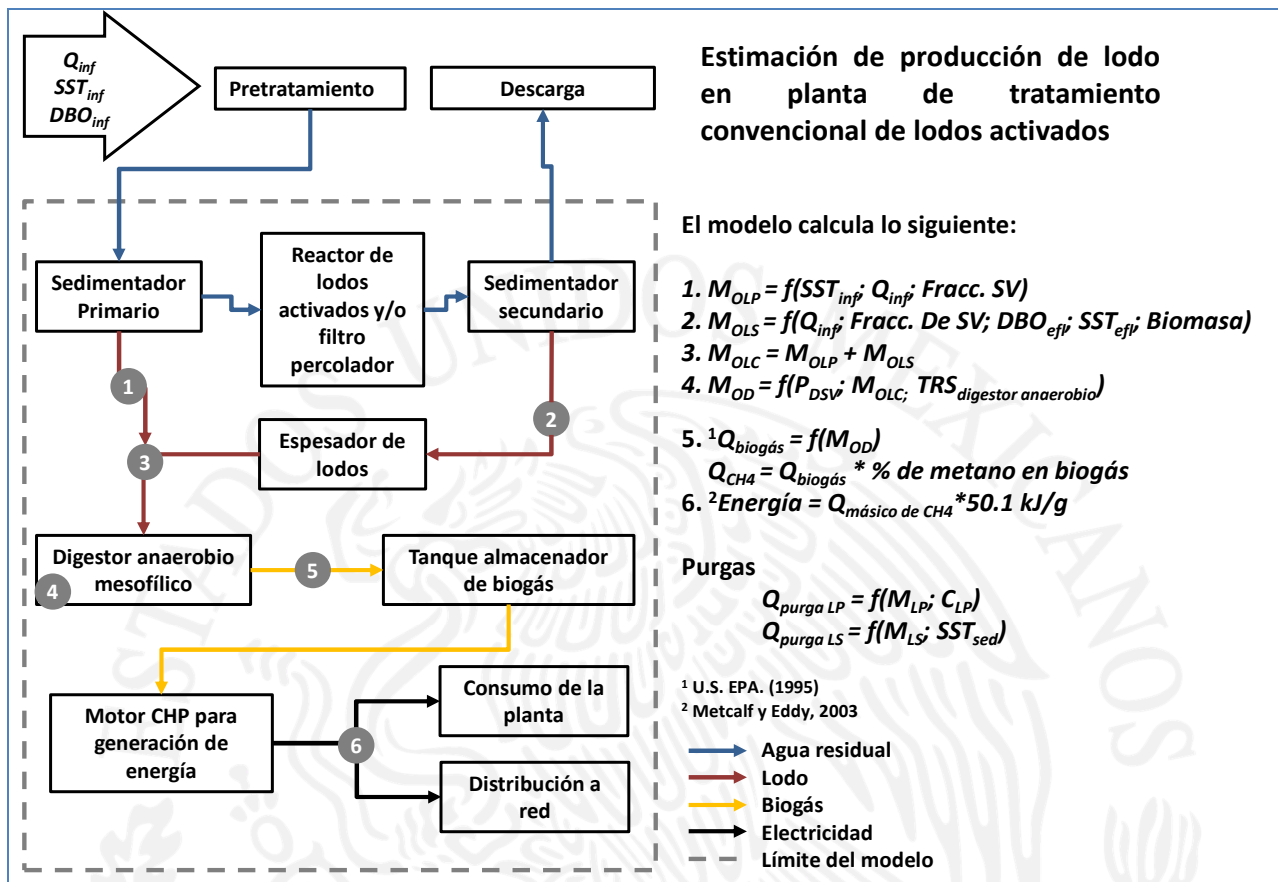 Q_inf
SST_inf
DBO_inf
Pretratamiento
Descarga
Estimación de producción de lodo
en planta de tratamiento
convencional de lodos activados
Sedimentador
Primario
Reactor de
lodos
activados y/o
filtro
percolador
Sedimentador
secundario
1
2
Espesador de
lodos
3
Digestor anaerobio
mesofílico
4
5
Tanque almacenador
de biogás
Motor CHP para
generación de
energía
6
Consumo de la
planta
Distribución a
red
El modelo calcula lo siguiente:
1. M_OLP = f(SST_inf; Q_inf; Fracc. SV)
2. M_OLS = f(Q_inf; Fracc. De SV; DBO_efl; SST_efl; Biomasa)
3. M_OLC = M_OLP + M_OLS
4. M_OD = f(P_DSV; M_OLC; TRS_digestor anaerobio)
5. ¹Q_biogás = f(M_OD)
Q_CH4 = Q_biogás * % de metano en biogás
6. ²Energía = Q_másico de CH4*50.1 kJ/g
Purgas
Q_purga LP = f(M_LP; C_LP)
Q_purga LS = f(M_LS; SST_sed)
¹ U.S. EPA. (1995)
² Metcalf y Eddy, 2003
Agua residual
Lodo
Biogás
Electricidad
Límite del modelo
ESTADOS UNIDOS MEXICANOS